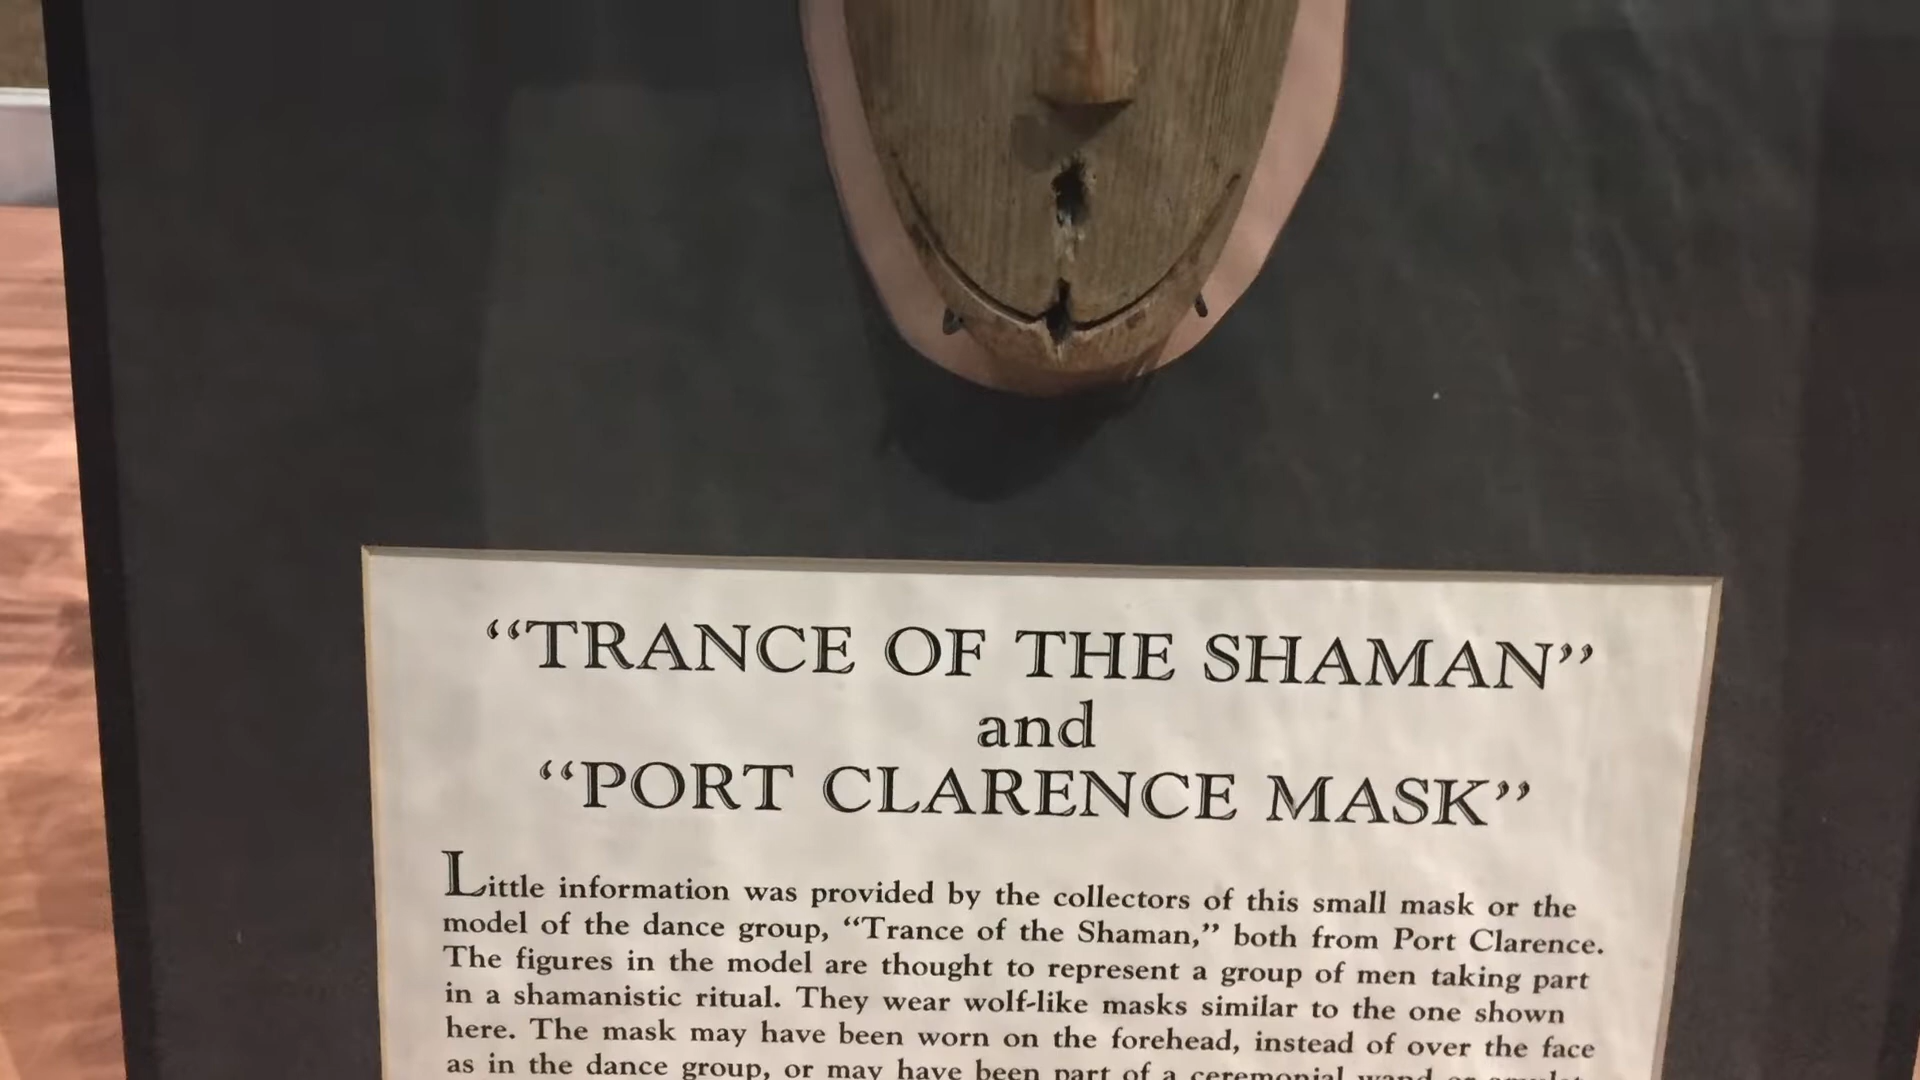 “TRANCE OF THE SHAMAN”
and
“PORT CLARENCE MASK”
Little information was provided by the collectors of this small mask or the
model of the dance group, “Trance of the Shaman,” both from Port Clarence.
The figures in the model are thought to represent a group of men taking part
in a shamanistic ritual. They wear wolf-like masks similar to the one shown
here. The mask may have been worn on the forehead, instead of over the face
as in the dance group, or may have been part of a ceremonial wand or amulet